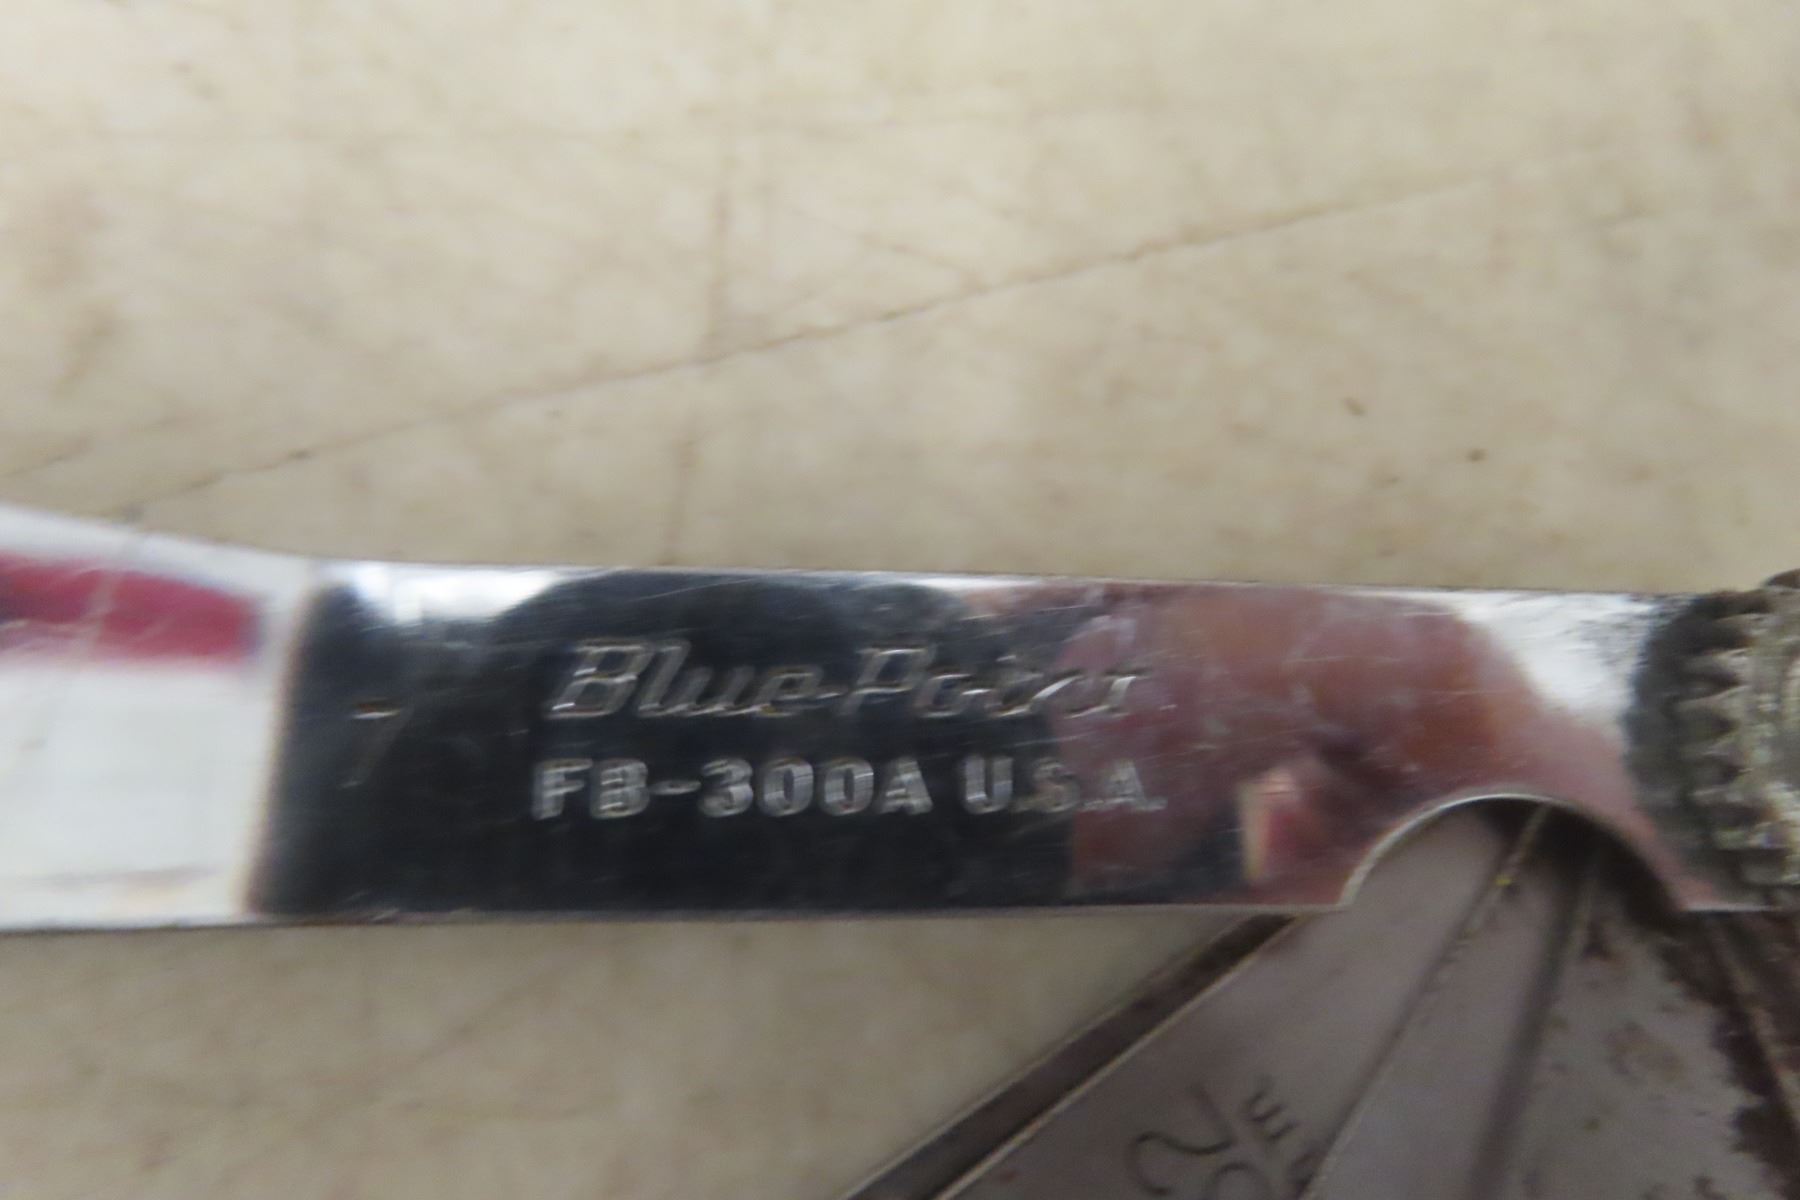 Blue-Point
FB-300A U.S.A.